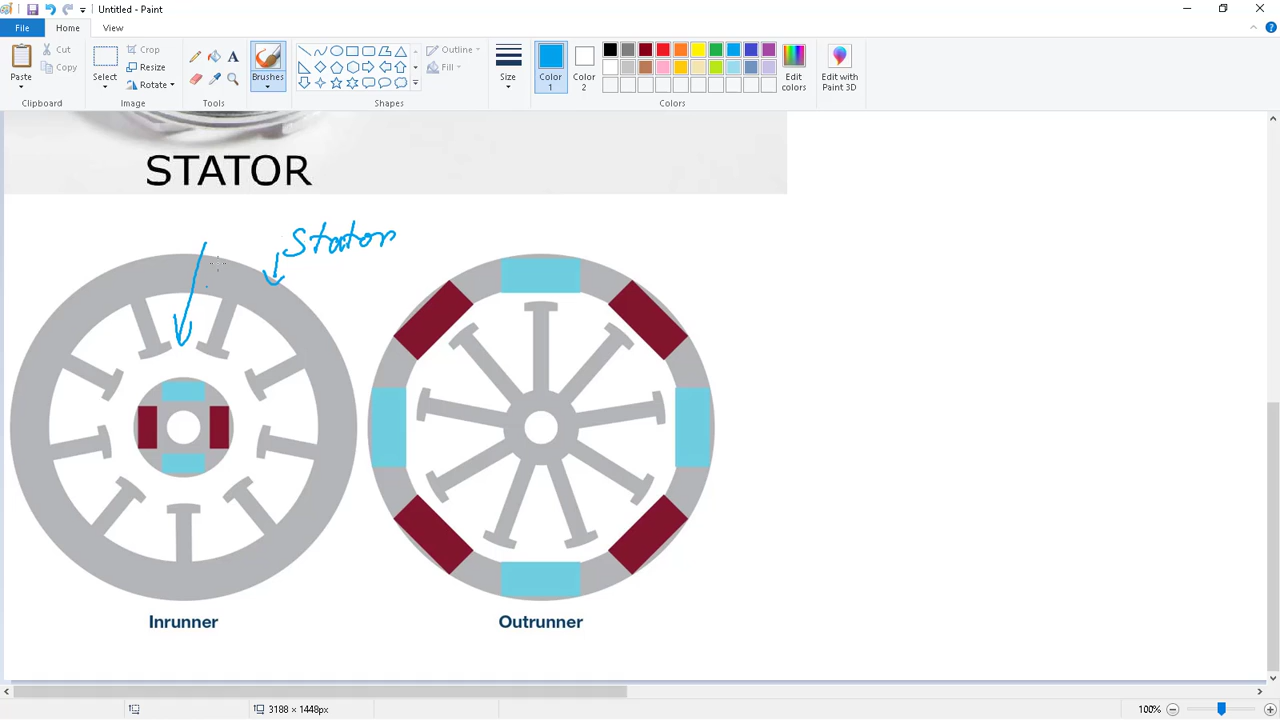 Untitled - Paint
File Home View
Paste Cut Copy
Clipboard
Select Crop Resize Rotate
Image
Tools
Brushes
Shapes
Outline Fill
Size
Color 1
Color 2
Edit colors
Colors
Edit with Paint 3D
STATOR
Stator
Inrunner Outrunner
3188 × 1448px 100%